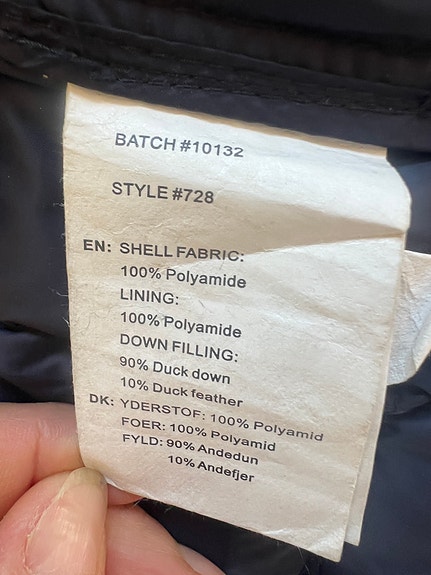 BATCH #10132
STYLE #728
EN: SHELL FABRIC:
100% Polyamide
LINING:
100% Polyamide
DOWN FILLING:
90% Duck down
10% Duck feather
DK: YDERSTOF: 100% Polyamid
FOER: 100% Polyamid
FYLD: 90% Andedun
10% Andefjer